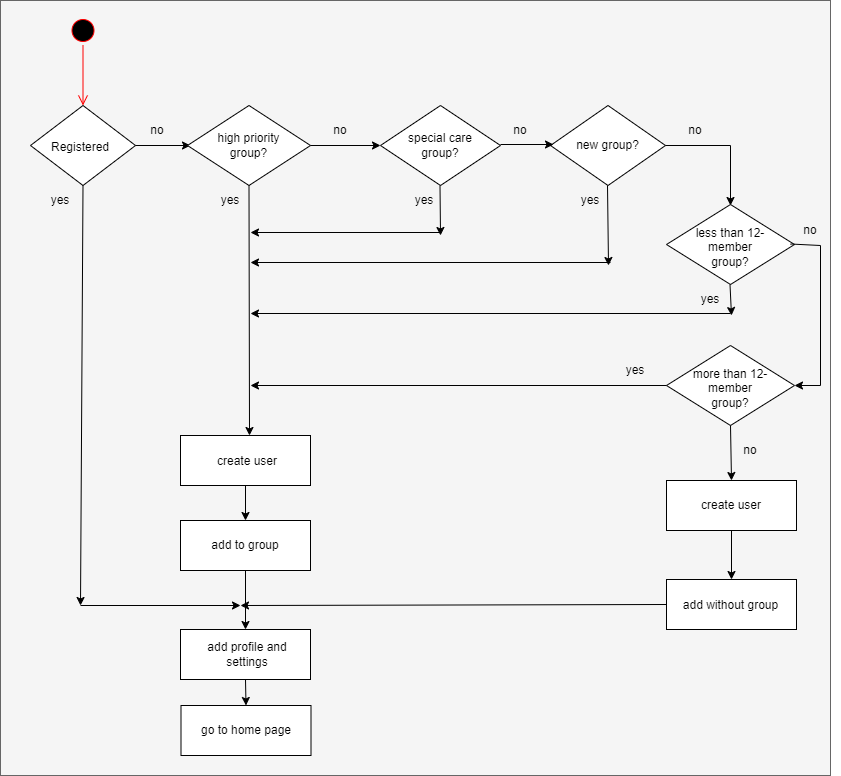 no
no
no
no
Registered
high priority
group?
special care
group?
new group?
yes
yes
yes
yes
less than 12-
member
group?
no
yes
yes
more than 12-
member
group?
no
create user
create user
add to group
add without group
add profile and
settings
go to home page